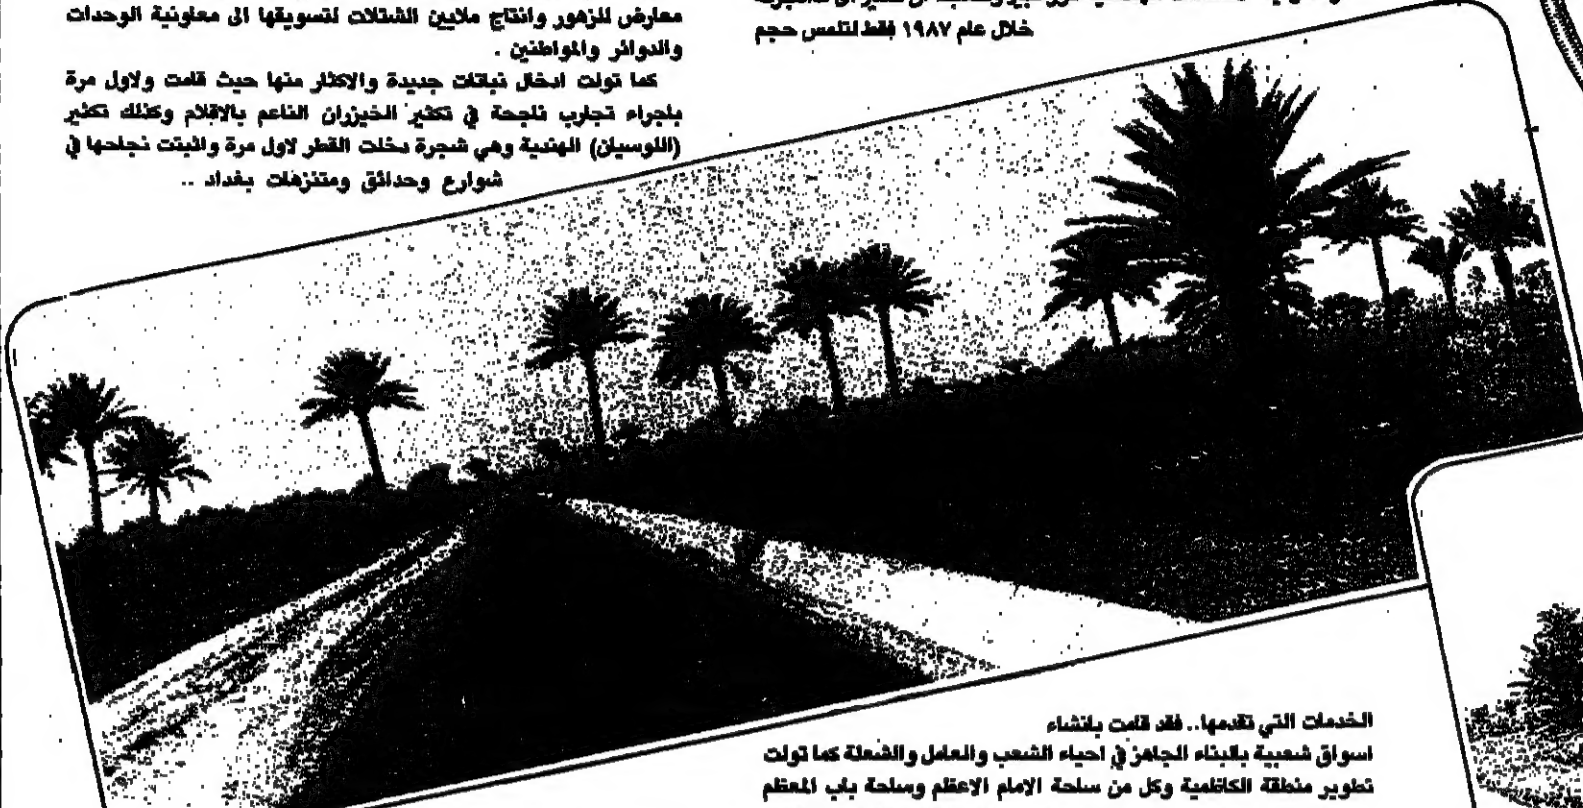 خلال عام ١٩٨٧ فقط لتلمس حجم
الخدمات التي تقدمها.. فقد قامت بانشاء
اسواق شعبية بالبناء الجاهز في احياء الشعب والعامل والشعلة كما تولت
تطوير منطقة الكاظمية وكل من ساحة الامام الاعظم وساحة باب المعظم
معارض للزهور وانتاج ملايين الشتلات لتسويقها الى معاونية الوحدات
والدوائر والمواطنين .
كما تولت ادخال نباتات جديدة والاكثار منها حيث قامت ولاول مرة
باجراء تجارب ناجحة في تكثير الخيزران الناعم بالاقلام وكذلك تكثير
(اللوسيان) الهندية وهي شجرة دخلت القطر لاول مرة واثبتت نجاحها في
شوارع وحدائق ومتنزهات بغداد ..